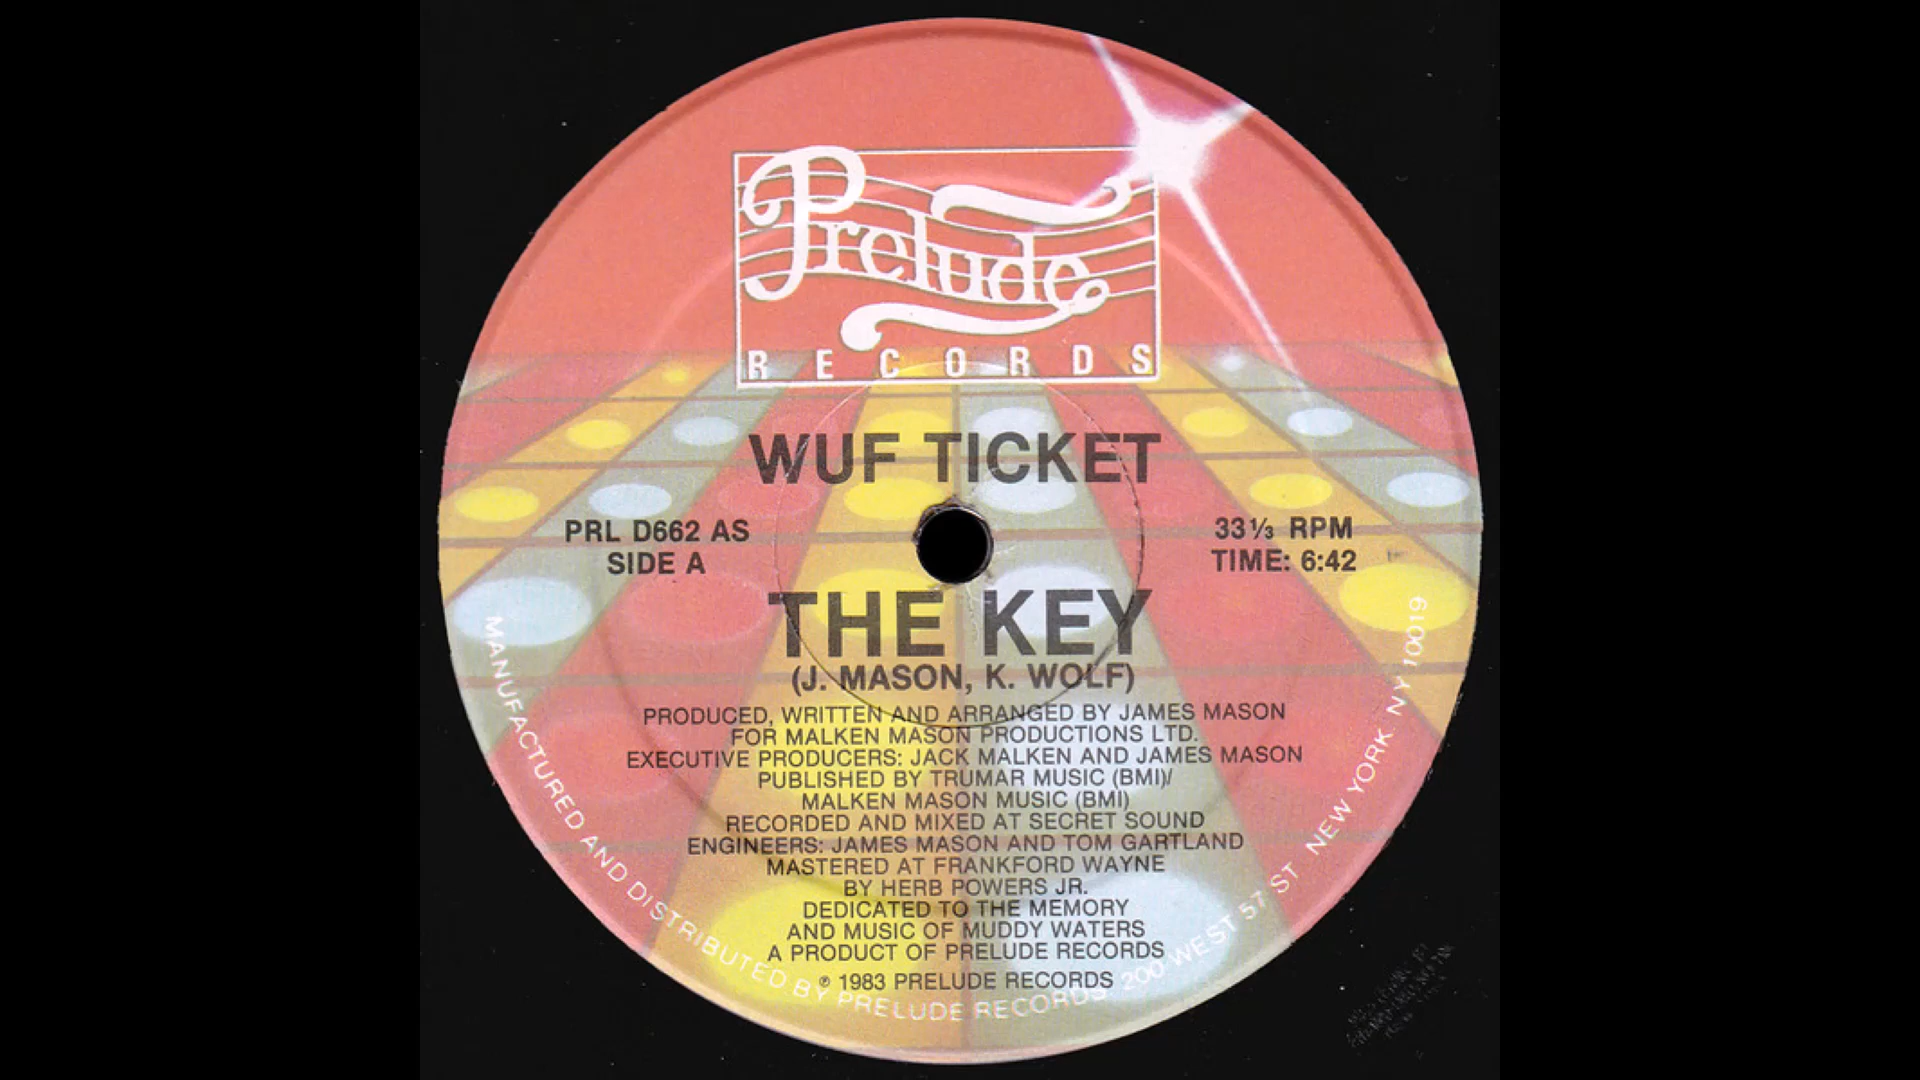 Prelude
RECORDS
WUF TICKET
PRL D662 AS
SIDE A
33⅓ RPM
TIME: 6:42
THE KEY
(J. MASON, K. WOLF)
PRODUCED, WRITTEN AND ARRANGED BY JAMES MASON
FOR MALKEN MASON PRODUCTIONS LTD.
EXECUTIVE PRODUCERS: JACK MALKEN AND JAMES MASON
PUBLISHED BY TRUMAR MUSIC (BMI)/
MALKEN MASON MUSIC (BMI)
RECORDED AND MIXED AT SECRET SOUND
ENGINEERS: JAMES MASON AND TOM GARTLAND
MASTERED AT FRANKFORD WAYNE
BY HERB POWERS JR.
DEDICATED TO THE MEMORY
AND MUSIC OF MUDDY WATERS
A PRODUCT OF PRELUDE RECORDS
℗ 1983 PRELUDE RECORDS
MANUFACTURED AND DISTRIBUTED BY PRELUDE RECORDS 200 WEST 57 ST NEW YORK NY 10019